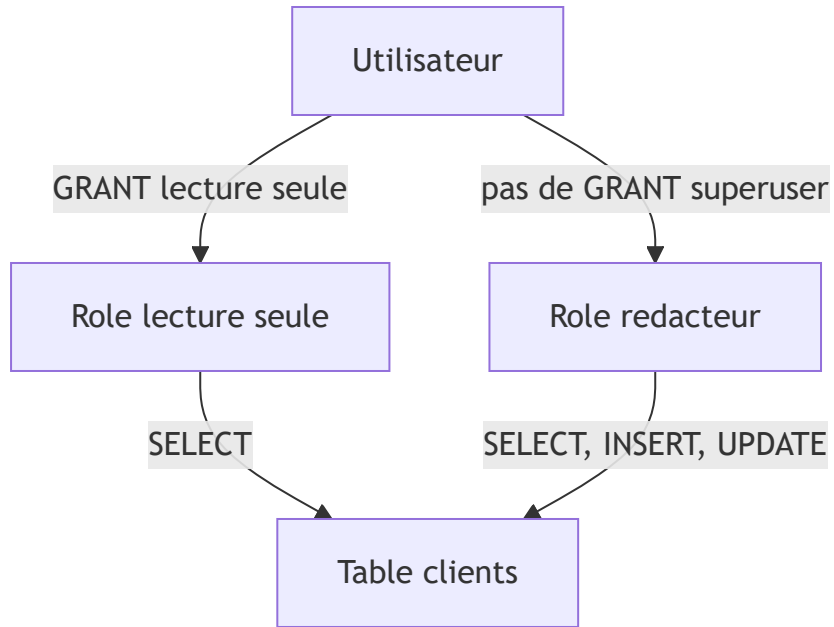 Utilisateur
GRANT lecture seule
pas de GRANT superuser
Role lecture seule
Role redacteur
SELECT
SELECT, INSERT, UPDATE
Table clients